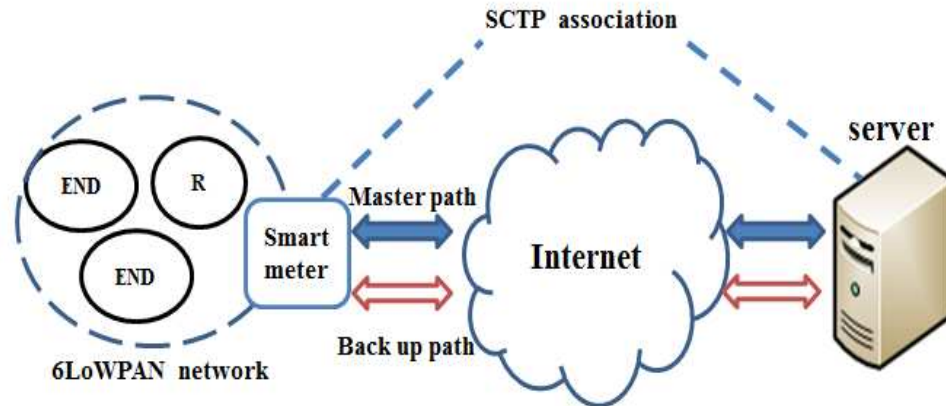 SCTP association
server
END
R
Master path
Smart
meter
END
Internet
Back up path
6LoWPAN network